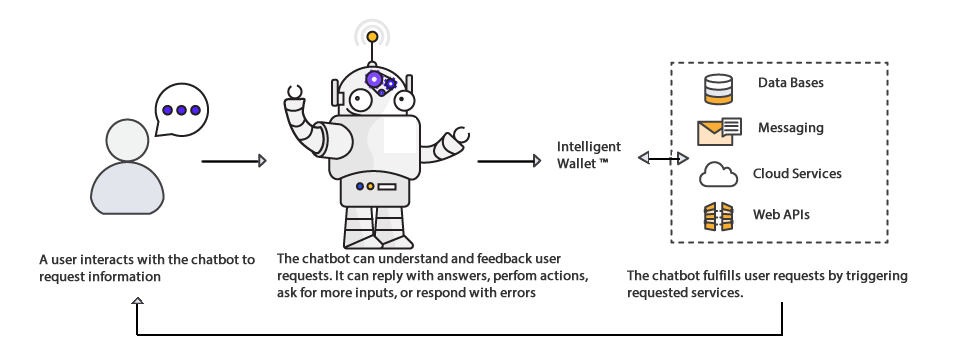 Data Bases
Messaging
Intelligent
Wallet ™
Cloud Services
Web APIs
A user interacts with the chatbot to
request information
The chatbot can understand and feedback user
requests. It can reply with answers, perfom actions,
ask for more inputs, or respond with errors
The chatbot fulfills user requests by triggering
requested services.